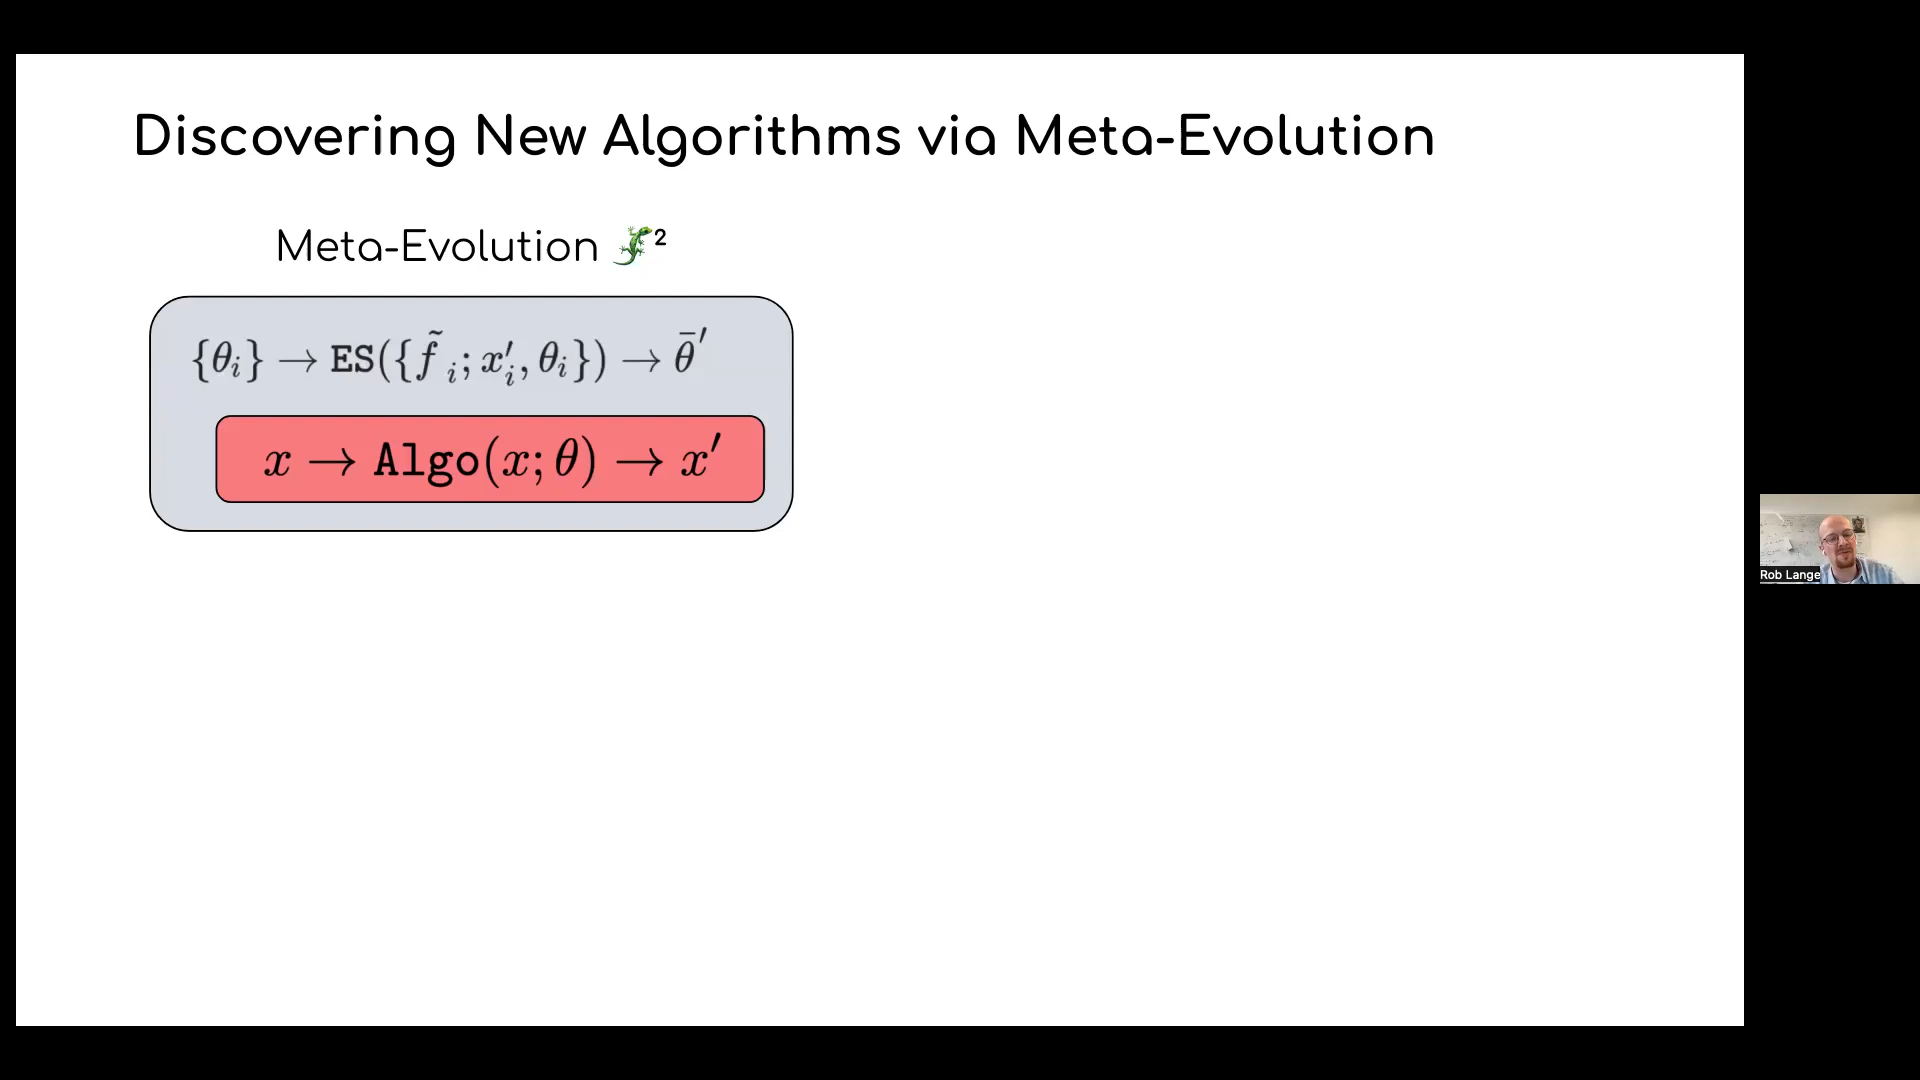 Discovering New Algorithms via Meta-Evolution
Meta-Evolution 🦎²
{θᵢ} → ES({f̃ ᵢ; x′ᵢ, θᵢ}) → θ̄′
x → Algo(x; θ) → x′
Rob Lange